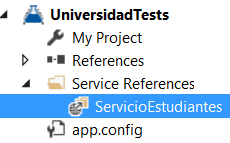 UniversidadTests
My Project
References
Service References
ServicioEstudiantes
app.config